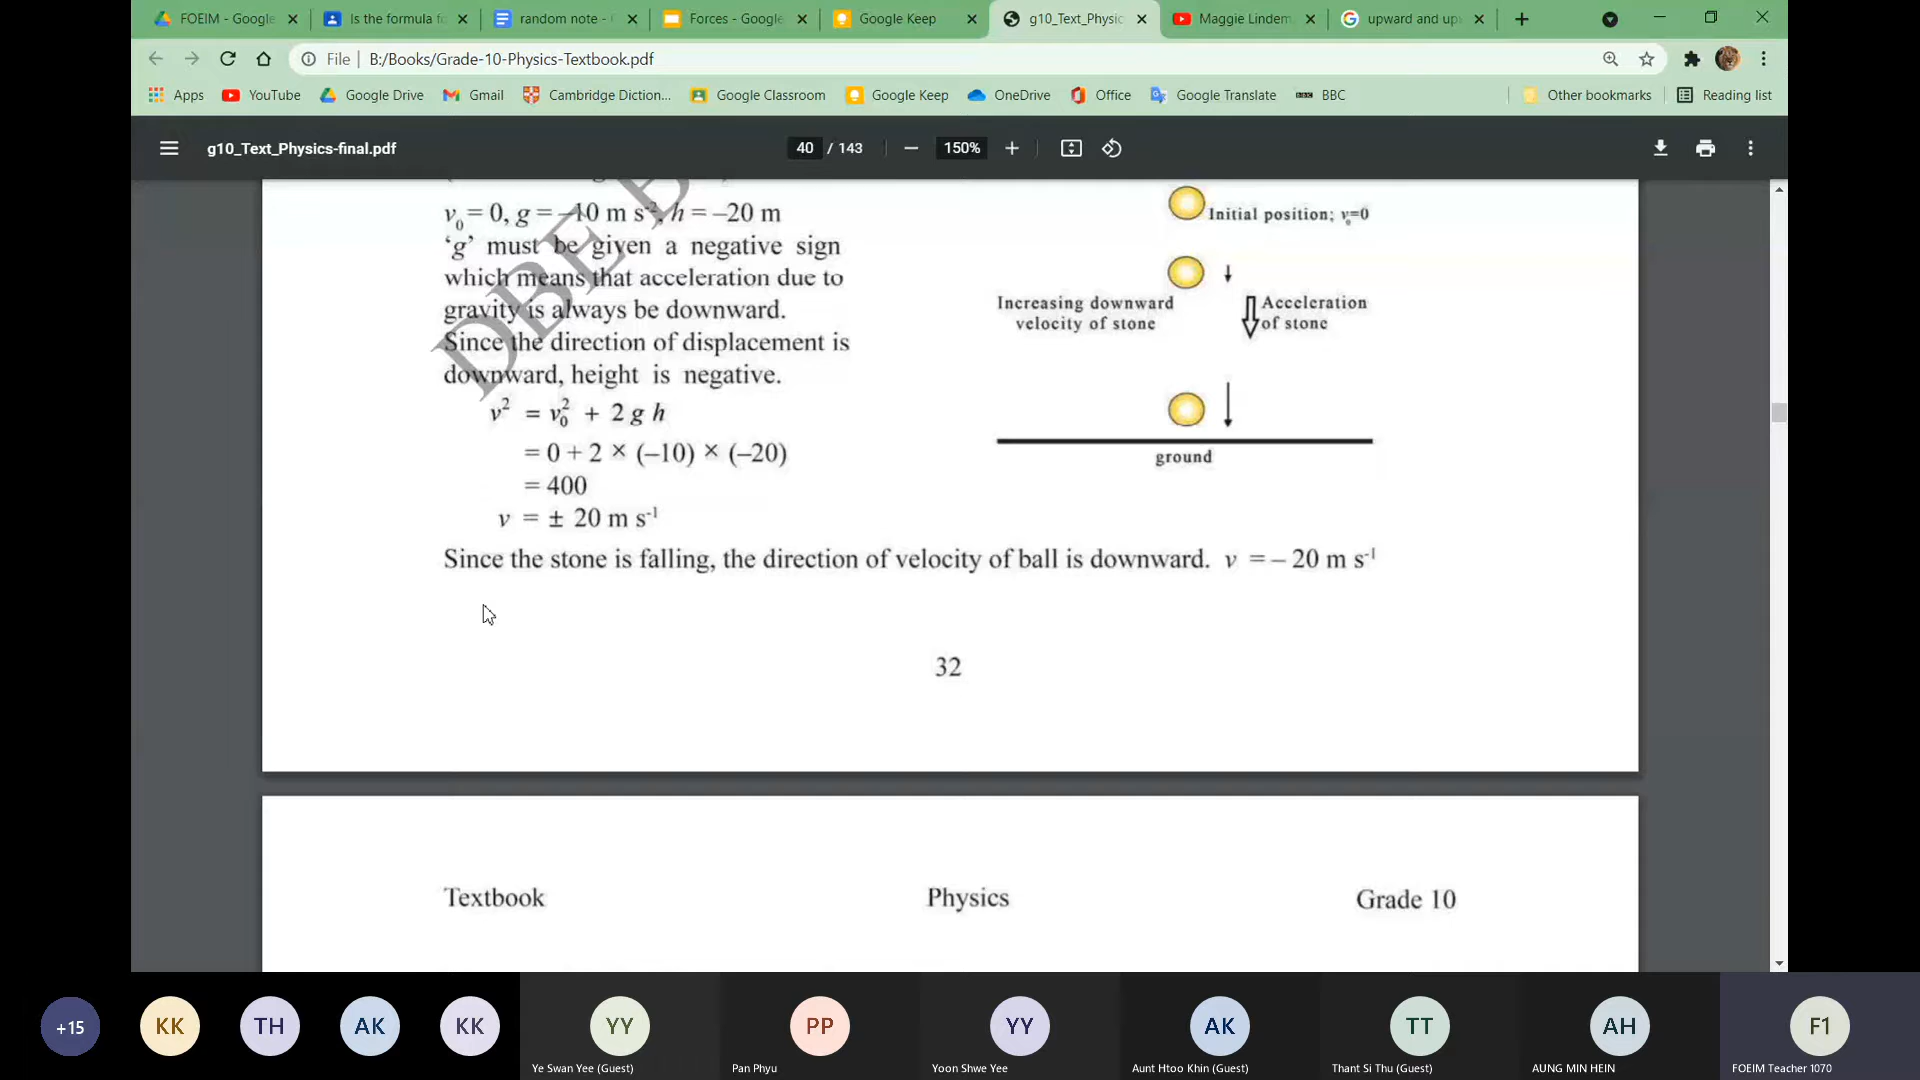 FOEIM - Google
Is the formula fo
random note -
Forces - Google
Google Keep
g10_Text_Physic
Maggie Lindem
upward and up
File
B:/Books/Grade-10-Physics-Textbook.pdf
Apps
YouTube
Google Drive
Gmail
Cambridge Diction...
Google Classroom
Google Keep
OneDrive
Office
Google Translate
BBC
Other bookmarks
Reading list
g10_Text_Physics-final.pdf
40 / 143
150%
DBE
v₀ = 0, g = –10 m s⁻², h = –20 m
‘g’ must be given a negative sign
which means that acceleration due to
gravity is always be downward.
Since the direction of displacement is
downward, height is negative.
v² = v₀² + 2 g h
= 0 + 2 × (–10) × (–20)
= 400
v = ± 20 m s⁻¹
Initial position; v₀=0
Increasing downward
velocity of stone
Acceleration
of stone
ground
Since the stone is falling, the direction of velocity of ball is downward. v = – 20 m s⁻¹
32
Textbook
Physics
Grade 10
+15
KK
TH
AK
KK
YY
PP
YY
AK
TT
AH
F1
Ye Swan Yee (Guest)
Pan Phyu
Yoon Shwe Yee
Aunt Htoo Khin (Guest)
Thant Si Thu (Guest)
AUNG MIN HEIN
FOEIM Teacher 1070